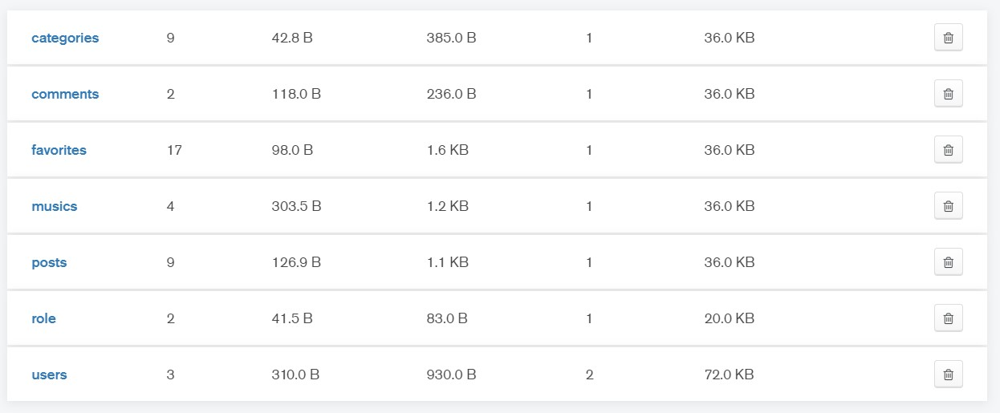 categories 9 42.8 B 385.0 B 1 36.0 KB
comments 2 118.0 B 236.0 B 1 36.0 KB
favorites 17 98.0 B 1.6 KB 1 36.0 KB
musics 4 303.5 B 1.2 KB 1 36.0 KB
posts 9 126.9 B 1.1 KB 1 36.0 KB
role 2 41.5 B 83.0 B 1 20.0 KB
users 3 310.0 B 930.0 B 2 72.0 KB